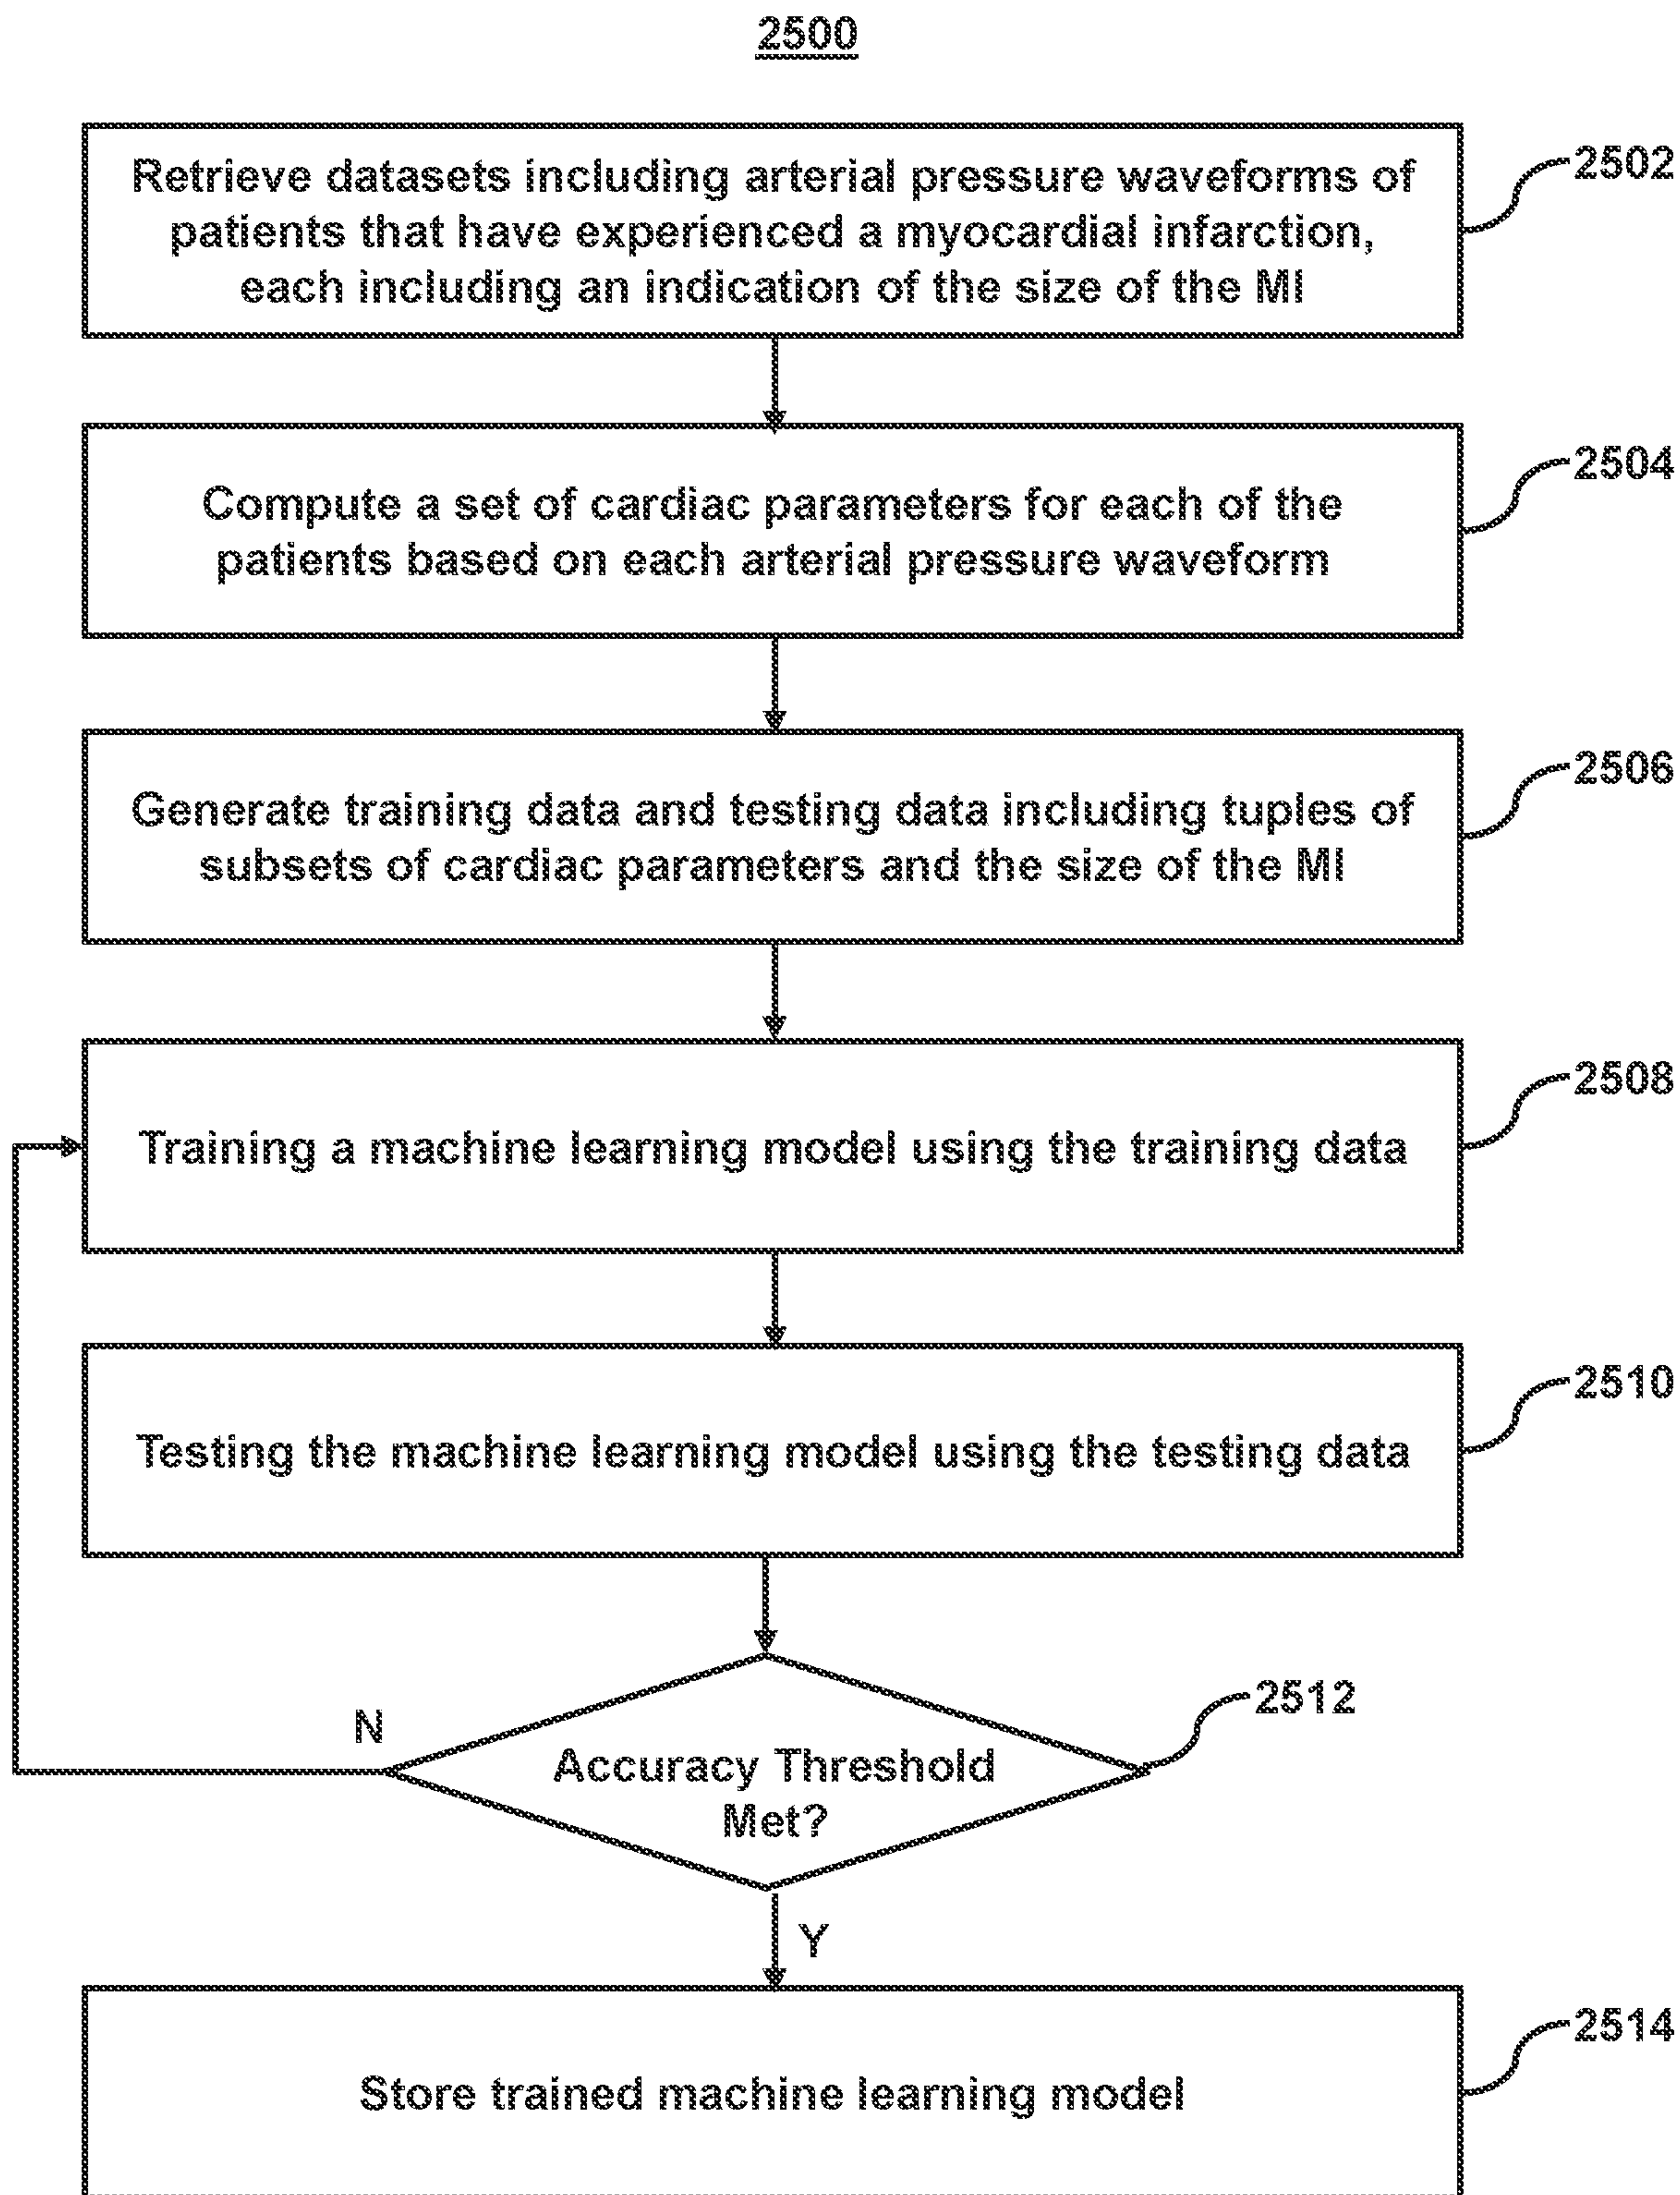 2500
Retrieve datasets including arterial pressure waveforms of
patients that have experienced a myocardial infarction,
each including an indication of the size of the MI
2502
Compute a set of cardiac parameters for each of the
patients based on each arterial pressure waveform
2504
Generate training data and testing data including tuples of
subsets of cardiac parameters and the size of the MI
2506
Training a machine learning model using the training data
2508
Testing the machine learning model using the testing data
2510
N
Accuracy Threshold
Met?
2512
Y
Store trained machine learning model
2514